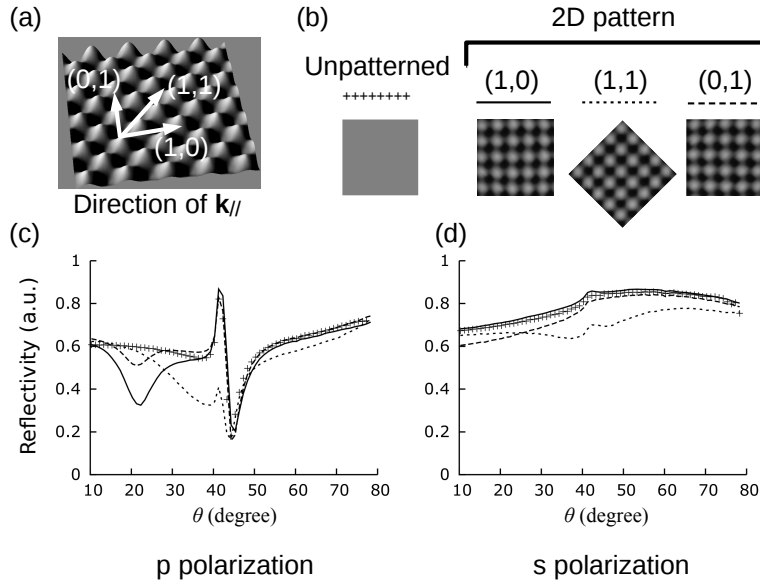 (a)
(0,1)
(1,1)
(1,0)
Direction of k//
(b)
2D pattern
Unpatterned
(1,0)
(1,1)
(0,1)
++++++++
(c)
Reflectivity (a.u.)
1
0.8
0.6
0.4
0.2
0
10 20 30 40 50 60 70 80
θ (degree)
p polarization
(d)
1
0.8
0.6
0.4
0.2
0
10 20 30 40 50 60 70 80
θ (degree)
s polarization